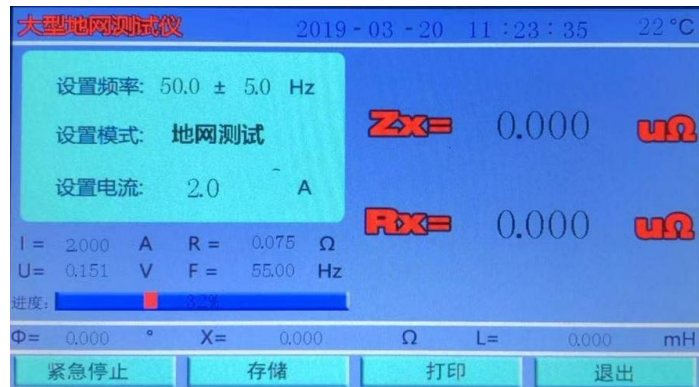 大型地网测试仪 2019-03-20 11:23:35 22°C
设置频率: 50.0 ± 5.0 Hz
设置模式: 地网测试
设置电流: 2.0 A
Zx= 0.000 uΩ
Rx= 0.000 uΩ
I = 2.000 A R = 0.075 Ω
U= 0.151 V F = 55.00 Hz
进度: 32%
Φ= 0.000 ° X= 0.000 Ω L= 0.000 mH
紧急停止 存储 打印 退出